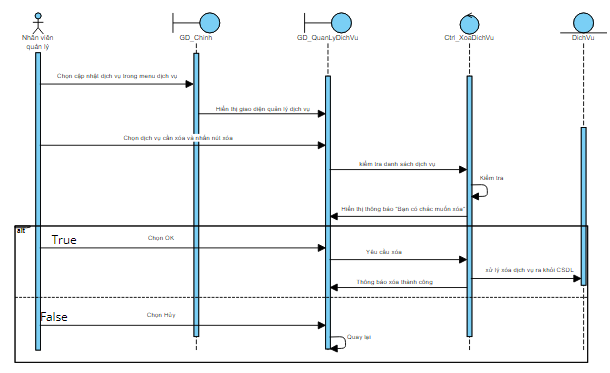 Nhân viên
quản lý
GD_Chính
GD_QuanLyDichVu
Ctrl_XoaDichVu
DichVu
Chọn cập nhật dịch vụ trong menu dịch vụ
Hiển thị giao diện quản lý dịch vụ
Chọn dịch vụ cần xóa và nhấn nút xóa
kiểm tra danh sách dịch vụ
Kiểm tra
Hiển thị thông báo "Bạn có chắc muốn xóa"
alt
True
Chọn OK
Yêu cầu xóa
xử lý xóa dịch vụ ra khỏi CSDL
Thông báo xóa thành công
False
Chọn Hủy
Quay lại